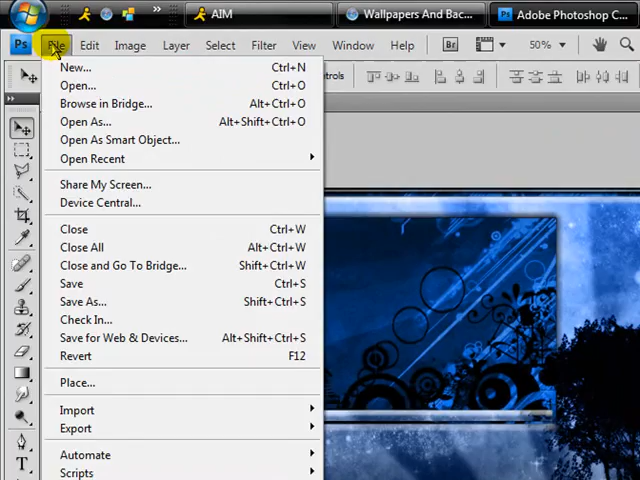 AIM
Wallpapers And Bac...
Adobe Photoshop C...
Ps File Edit Image Layer Select Filter View Window Help Br 50%
New... Ctrl+N
ntrols
Open... Ctrl+O
Browse in Bridge... Alt+Ctrl+O
Open As... Alt+Shift+Ctrl+O
Open As Smart Object...
Open Recent
Share My Screen...
Device Central...
Close Ctrl+W
Close All Alt+Ctrl+W
Close and Go To Bridge... Shift+Ctrl+W
Save Ctrl+S
Save As... Shift+Ctrl+S
Check In...
Save for Web & Devices... Alt+Shift+Ctrl+S
Revert F12
Place...
Import
Export
Automate
Scripts